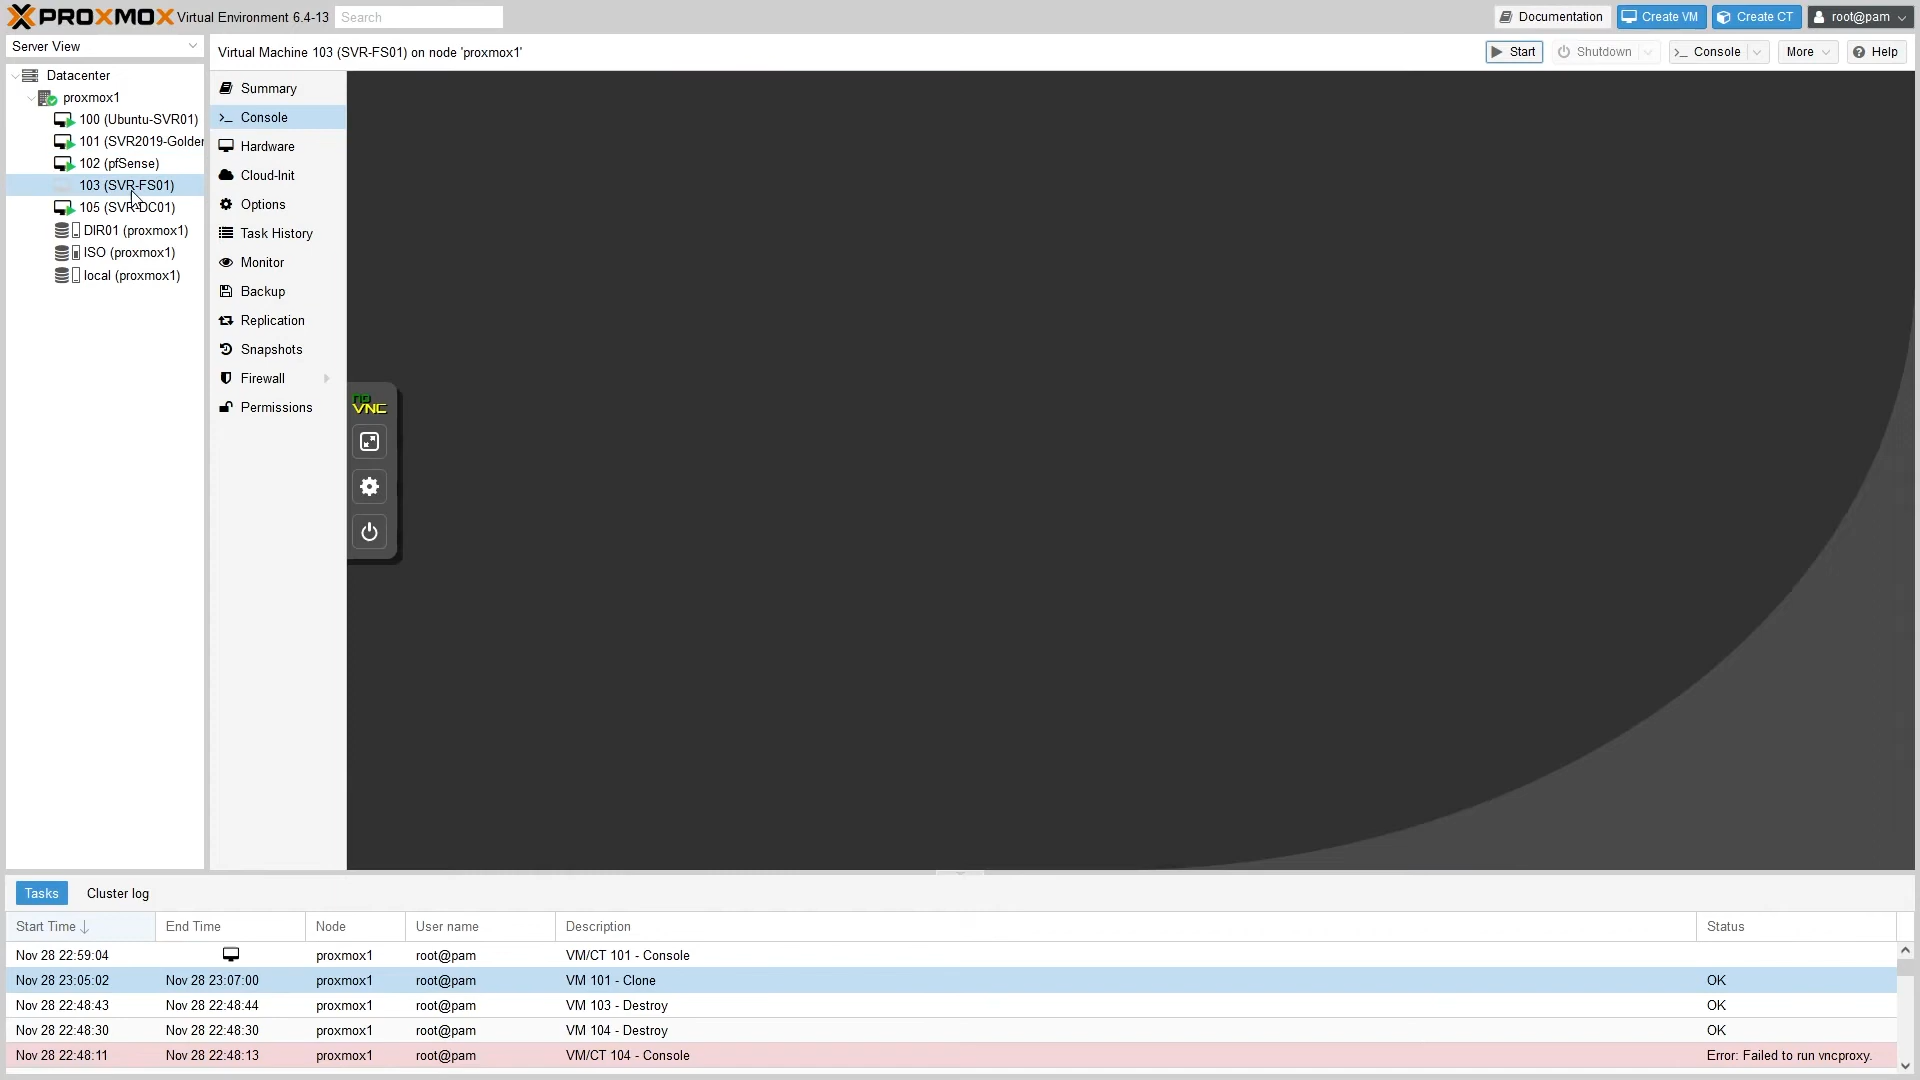 PROXMOX Virtual Environment 6.4-13 Search Documentation Create VM Create CT root@pam
Server View
Virtual Machine 103 (SVR-FS01) on node 'proxmox1' Start Shutdown Console More Help
Datacenter
proxmox1
100 (Ubuntu-SVR01)
101 (SVR2019-Golden
102 (pfSense)
103 (SVR-FS01)
105 (SVR-DC01)
DIR01 (proxmox1)
ISO (proxmox1)
local (proxmox1)
Summary
Console
Hardware
Cloud-Init
Options
Task History
Monitor
Backup
Replication
Snapshots
Firewall
Permissions
no
VNC
Tasks Cluster log
Start Time End Time Node User name Description Status
Nov 28 22:59:04 proxmox1 root@pam VM/CT 101 - Console
Nov 28 23:05:02 Nov 28 23:07:00 proxmox1 root@pam VM 101 - Clone OK
Nov 28 22:48:43 Nov 28 22:48:44 proxmox1 root@pam VM 103 - Destroy OK
Nov 28 22:48:30 Nov 28 22:48:30 proxmox1 root@pam VM 104 - Destroy OK
Nov 28 22:48:11 Nov 28 22:48:13 proxmox1 root@pam VM/CT 104 - Console Error: Failed to run vncproxy.